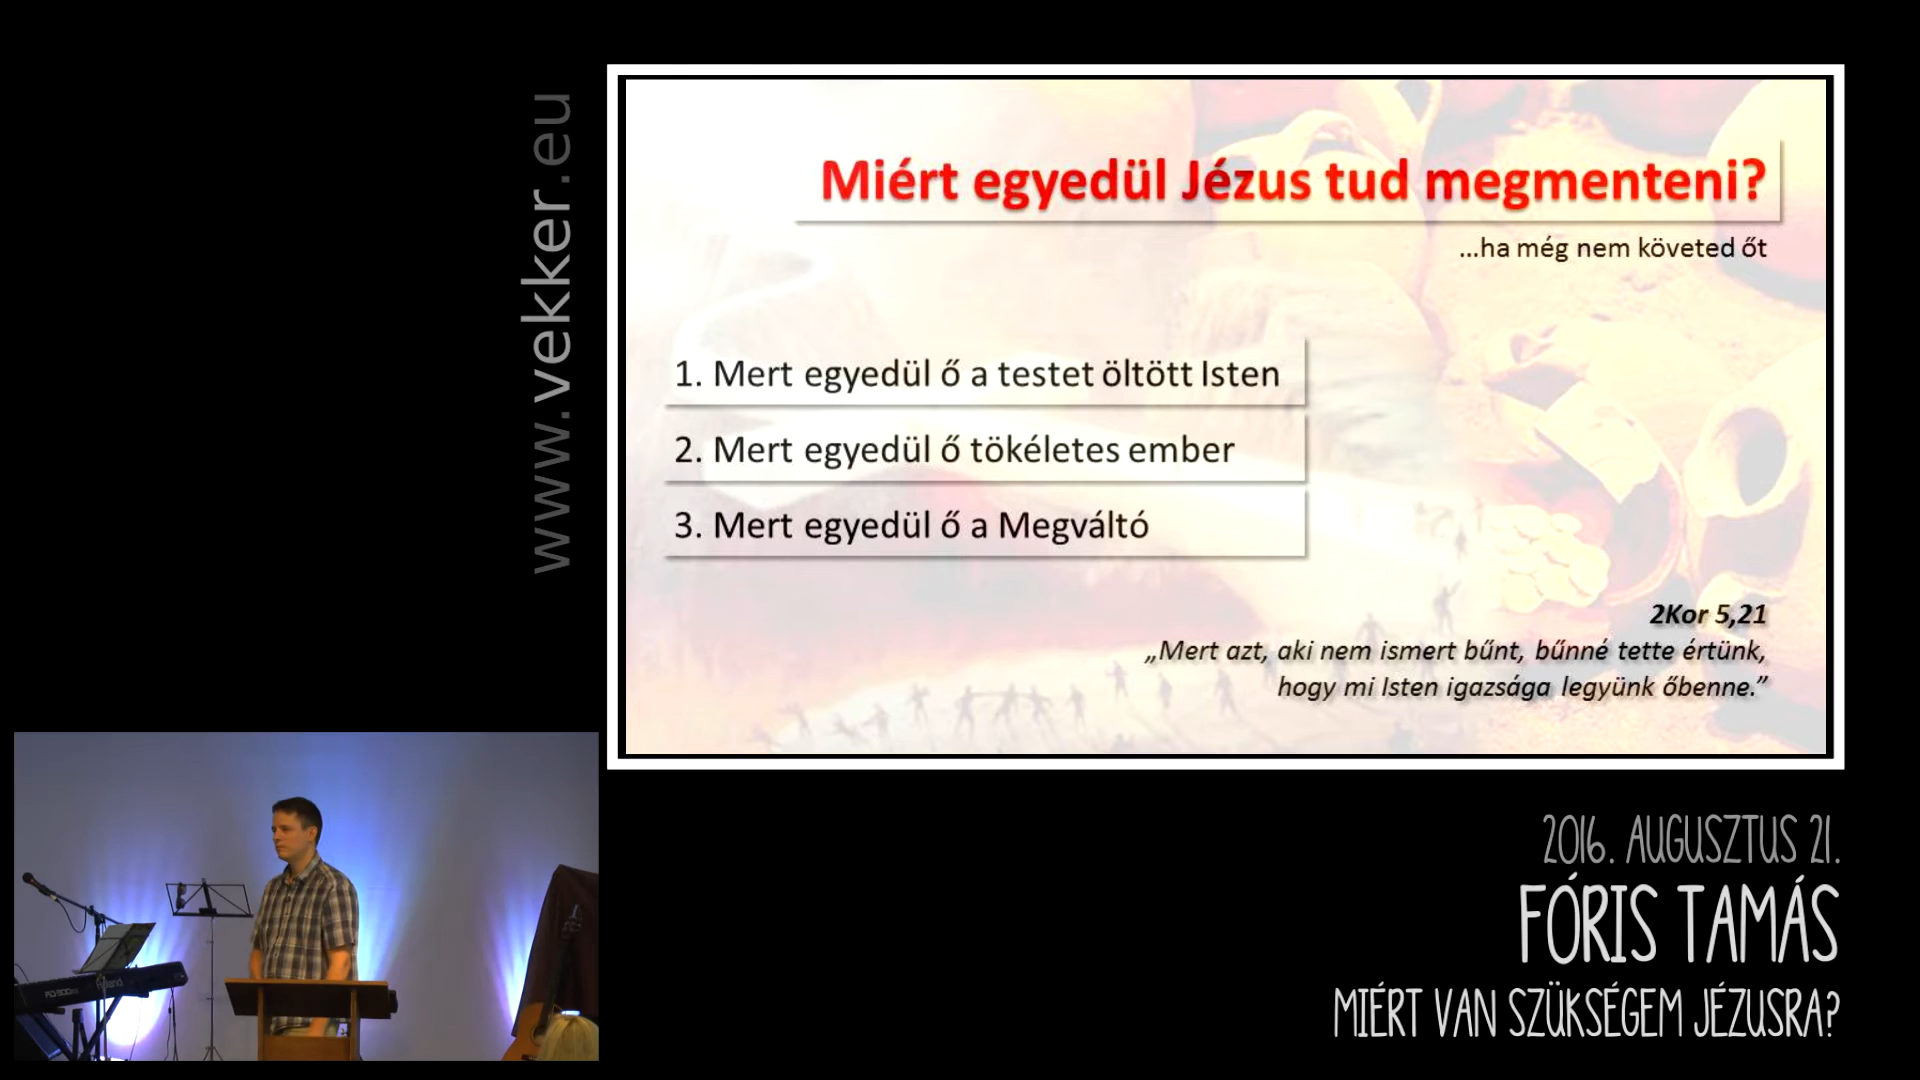 www.vekker.eu
Miért egyedül Jézus tud megmenteni?
...ha még nem követed őt
1. Mert egyedül ő a testet öltött Isten
2. Mert egyedül ő tökéletes ember
3. Mert egyedül ő a Megváltó
2Kor 5,21
„Mert azt, aki nem ismert bűnt, bűnné tette értünk,
hogy mi Isten igazsága legyünk őbenne.”
Roland
2016. AUGUSZTUS 21.
FÓRIS TAMÁS
MIÉRT VAN SZÜKSÉGEM JÉZUSRA?